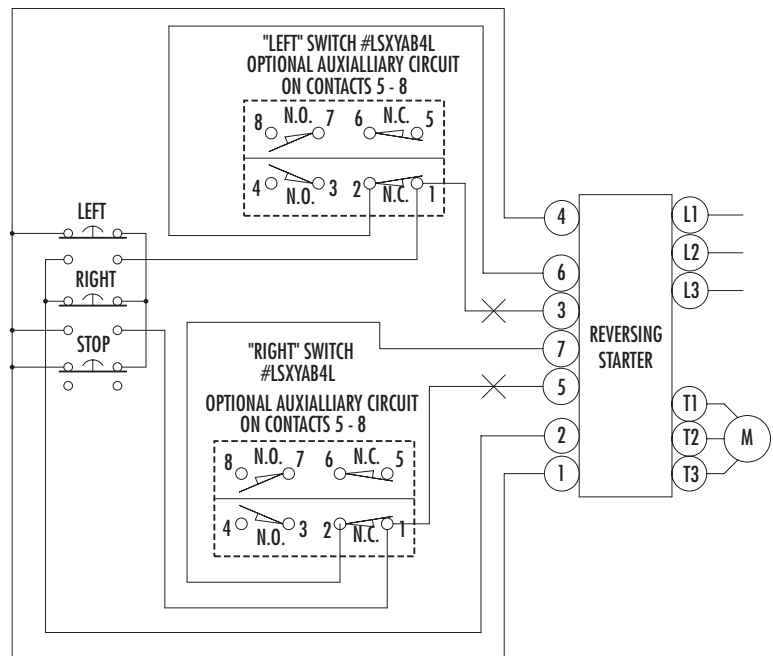 "LEFT" SWITCH #LSXYAB4L
OPTIONAL AUXIALLIARY CIRCUIT
ON CONTACTS 5 - 8
8 N.O. 7 6 N.C. 5
4 N.O. 3 2 N.C. 1
LEFT
RIGHT
STOP
"RIGHT" SWITCH
#LSXYAB4L
OPTIONAL AUXIALLIARY CIRCUIT
ON CONTACTS 5 - 8
8 N.O. 7 6 N.C. 5
4 N.O. 3 2 N.C. 1
4
6
3
7
5
2
1
REVERSING
STARTER
L1
L2
L3
T1
T2
T3
M